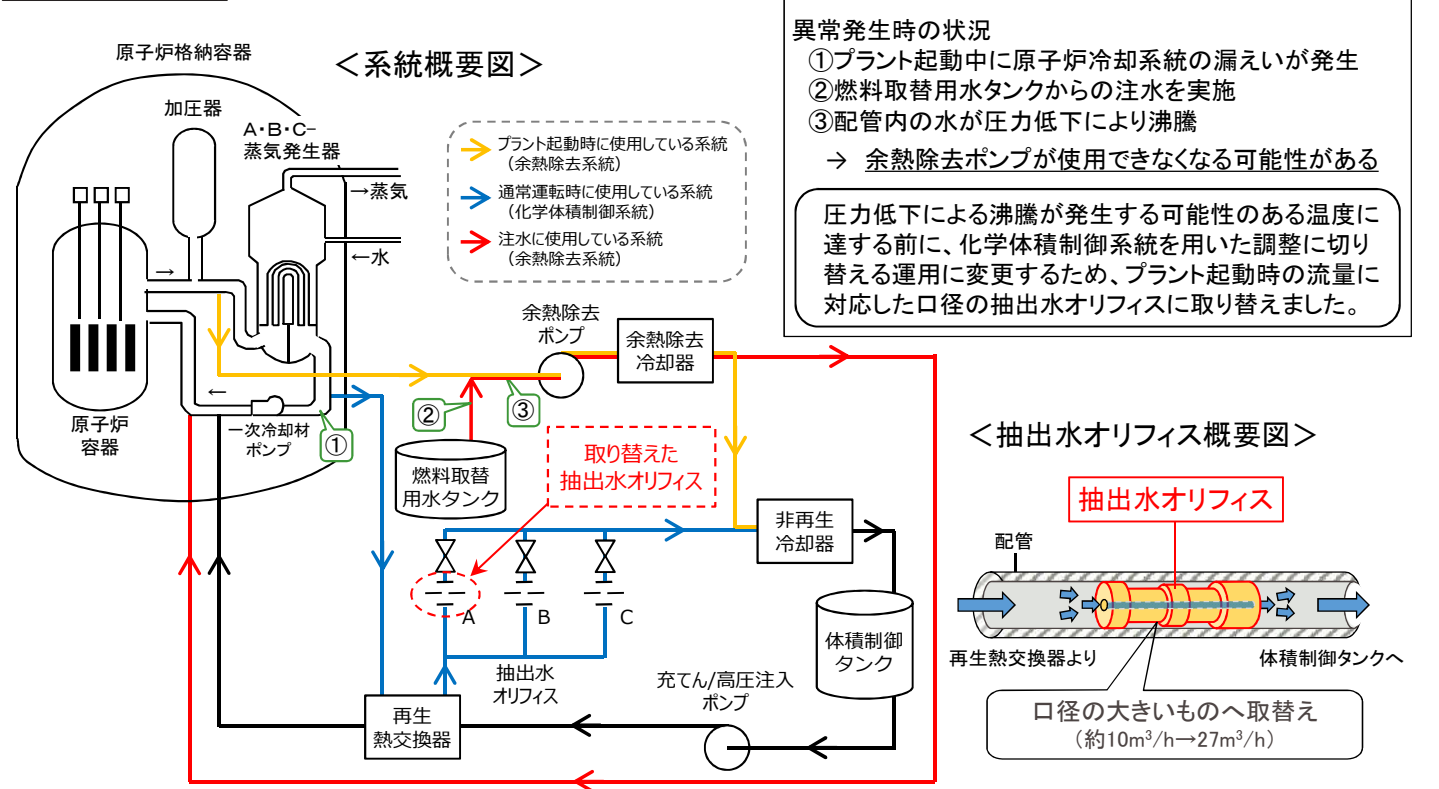 異常発生時の状況
①プラント起動中に原子炉冷却系統の漏えいが発生
②燃料取替用水タンクからの注水を実施
③配管内の水が圧力低下により沸騰
→ 余熱除去ポンプが使用できなくなる可能性がある
圧力低下による沸騰が発生する可能性のある温度に
達する前に、化学体積制御系統を用いた調整に切り
替える運用に変更するため、プラント起動時の流量に
対応した口径の抽出水オリフィスに取り替えました。
＜系統概要図＞
原子炉格納容器
加圧器
A・B・C-
蒸気発生器
→蒸気
←水
→
←
プラント起動時に使用している系統
（余熱除去系統）
通常運転時に使用している系統
（化学体積制御系統）
注水に使用している系統
（余熱除去系統）
余熱除去
ポンプ
余熱除去
冷却器
原子炉
容器
一次冷却材
ポンプ
①
②
③
燃料取替
用水タンク
取り替えた
抽出水オリフィス
非再生
冷却器
A
B
C
抽出水
オリフィス
体積制御
タンク
充てん/高圧注入
ポンプ
再生
熱交換器
＜抽出水オリフィス概要図＞
抽出水オリフィス
配管
再生熱交換器より
体積制御タンクへ
口径の大きいものへ取替え
（約10m³/h→27m³/h）